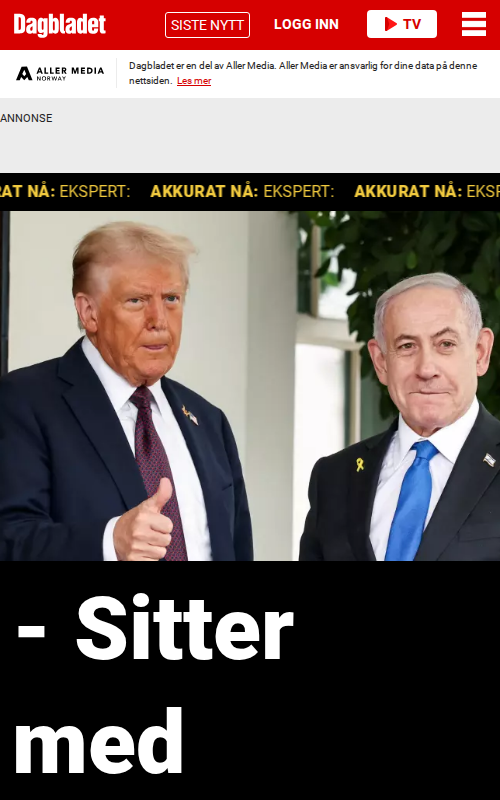 Dagbladet SISTE NYTT LOGG INN TV
ALLER MEDIA
NORWAY
Dagbladet er en del av Aller Media. Aller Media er ansvarlig for dine data på denne
nettsiden. Les mer
ANNONSE
RAT NÅ: EKSPERT: AKKURAT NÅ: EKSPERT: AKKURAT NÅ: EKSP
- Sitter
med